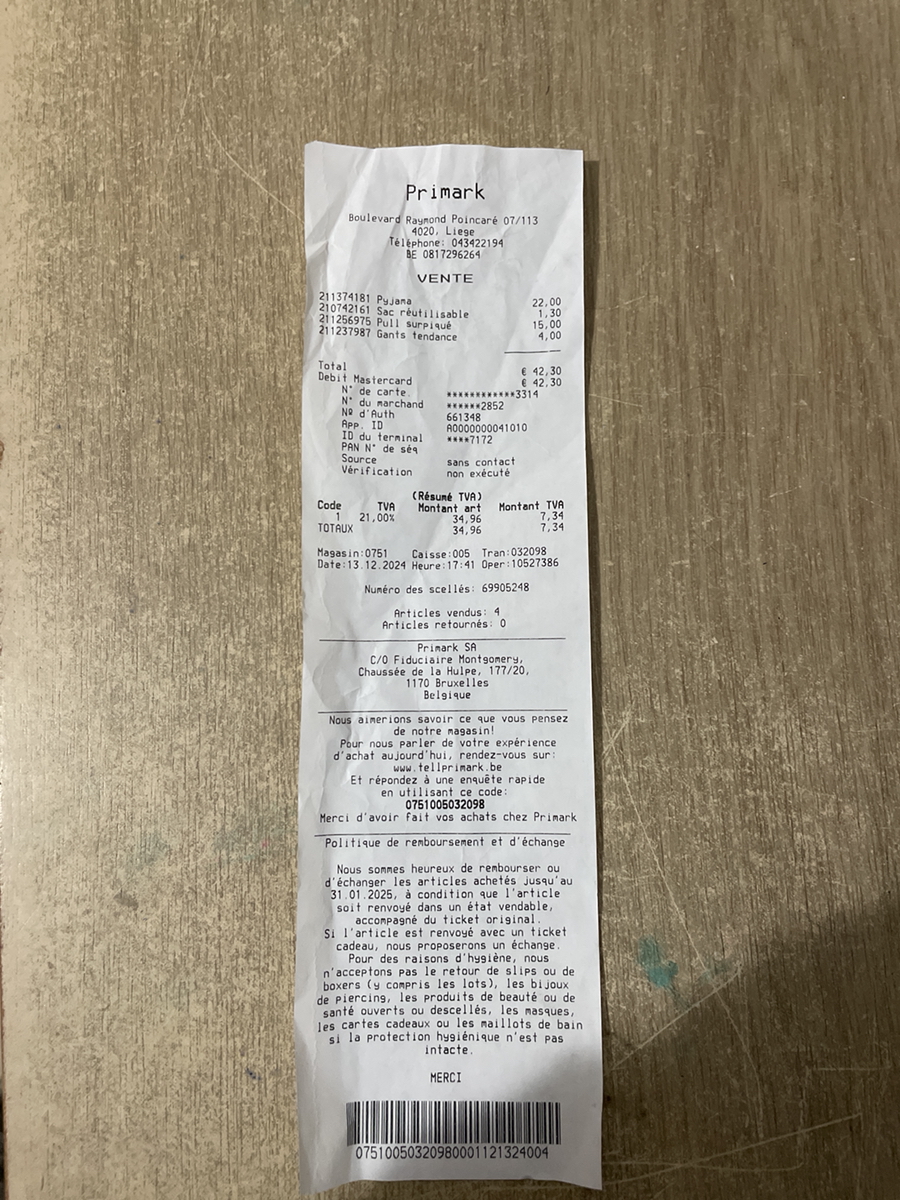 Primark
Boulevard Raymond Poincaré 07/113
4020, Liege
Téléphone: 043422194
BE 0817296264
VENTE
211374181 Pyjama 22,00
210742161 Sac réutilisable 1,30
211256975 Pull surpiqué 15,00
211237987 Gants tendance 4,00
Total € 42,30
Debit Mastercard € 42,30
N° de carte ************3314
N° du marchand ******2852
Nº d'Auth 661348
App. ID A0000000041010
ID du terminal ****7172
PAN N° de séq
Source sans contact
Vérification non exécuté
(Résumé TVA)
Code TVA Montant art Montant TVA
1 21,00% 34,96 7,34
TOTAUX 34,96 7,34
Magasin:0751 Caisse:005 Tran:032098
Date:13.12.2024 Heure:17:41 Oper:10527386
Numéro des scellés: 69905248
Articles vendus: 4
Articles retournés: 0
Primark SA
C/O Fiduciaire Montgomery,
Chaussée de la Hulpe, 177/20,
1170 Bruxelles
Belgique
Nous aimerions savoir ce que vous pensez
de notre magasin!
Pour nous parler de votre expérience
d'achat aujourd'hui, rendez-vous sur:
www.tellprimark.be
Et répondez à une enquête rapide
en utilisant ce code:
0751005032098
Merci d'avoir fait vos achats chez Primark
Politique de remboursement et d'échange
Nous sommes heureux de rembourser ou
d'échanger les articles achetés jusqu'au
31.01.2025, à condition que l'article
soit renvoyé dans un état vendable,
accompagné du ticket original.
Si l'article est renvoyé avec un ticket
cadeau, nous proposerons un échange.
Pour des raisons d'hygiène, nous
n'acceptons pas le retour de slips ou de
boxers (y compris les lots), les bijoux
de piercing, les produits de beauté ou de
santé ouverts ou descellés, les masques,
les cartes cadeaux ou les maillots de bain
si la protection hygiénique n'est pas
intacte.
MERCI
07510050320980001121324004